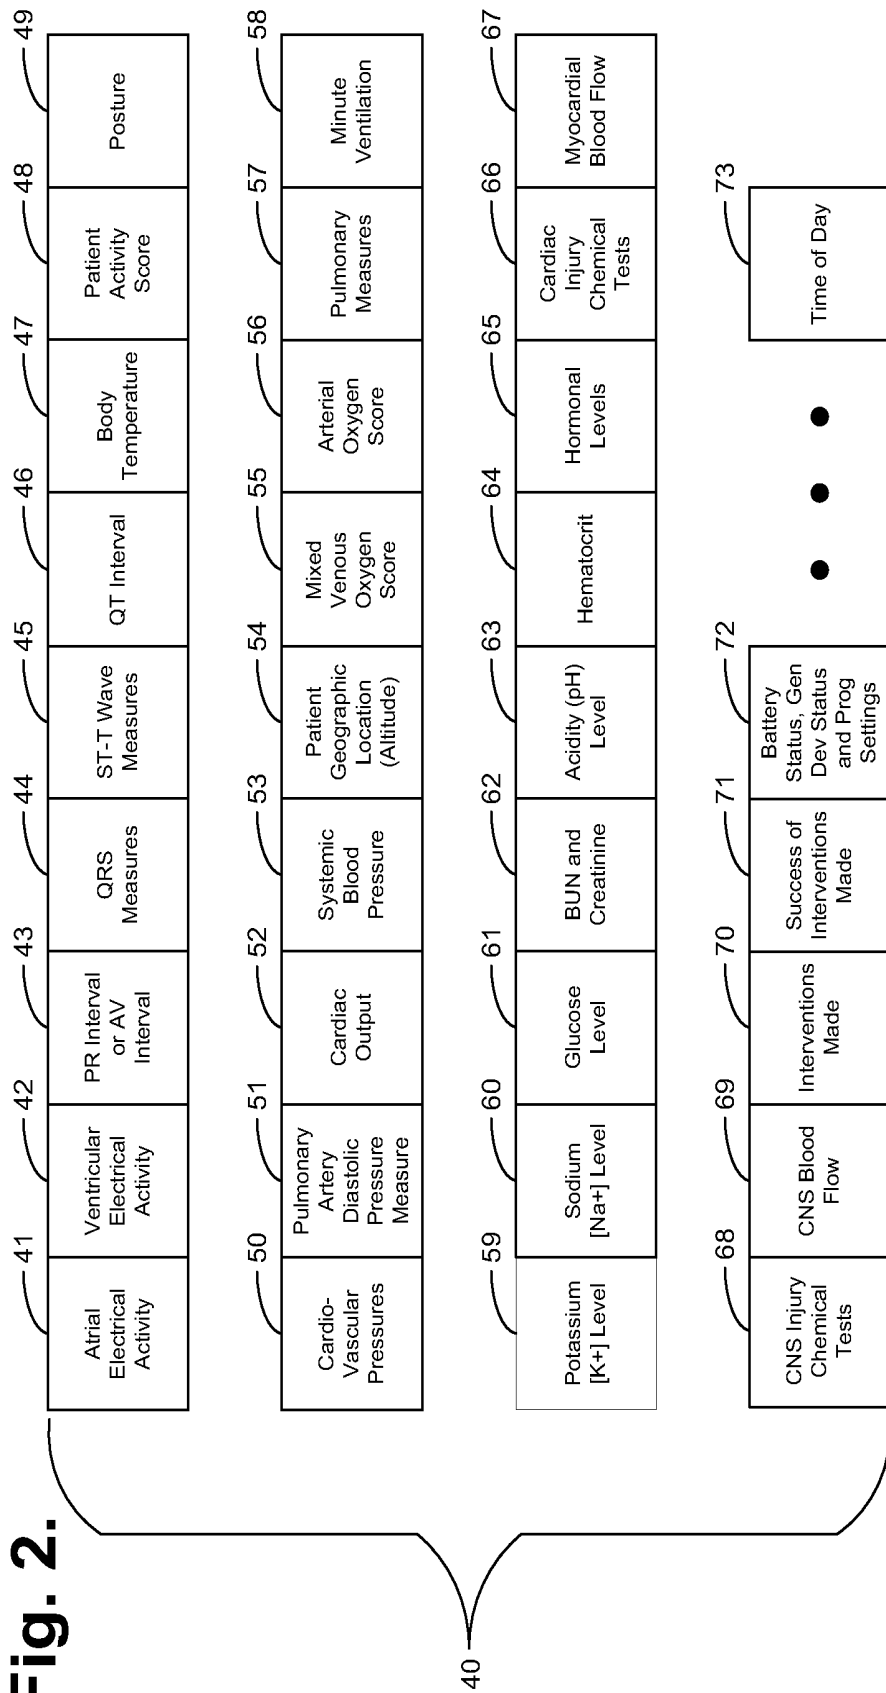 Fig. 2.
40
41
42
43
44
45
46
47
48
49
Atrial
Electrical
Activity
Ventricular
Electrical
Activity
PR Interval
or AV
Interval
QRS
Measures
ST-T Wave
Measures
QT Interval
Body
Temperature
Patient
Activity
Score
Posture
50
51
52
53
54
55
56
57
58
Cardio-
Vascular
Pressures
Pulmonary
Artery
Diastolic
Pressure
Measure
Cardiac
Output
Systemic
Blood
Pressure
Patient
Geographic
Location
(Altitude)
Mixed
Venous
Oxygen
Score
Arterial
Oxygen
Score
Pulmonary
Measures
Minute
Ventilation
59
60
61
62
63
64
65
66
67
Potassium
[K+] Level
Sodium
[Na+] Level
Glucose
Level
BUN and
Creatinine
Acidity (pH)
Level
Hematocrit
Hormonal
Levels
Cardiac
Injury
Chemical
Tests
Myocardial
Blood Flow
68
69
70
71
72
73
CNS Injury
Chemical
Tests
CNS Blood
Flow
Interventions
Made
Success of
Interventions
Made
Battery
Status, Gen
Dev Status
and Prog
Settings
Time of Day